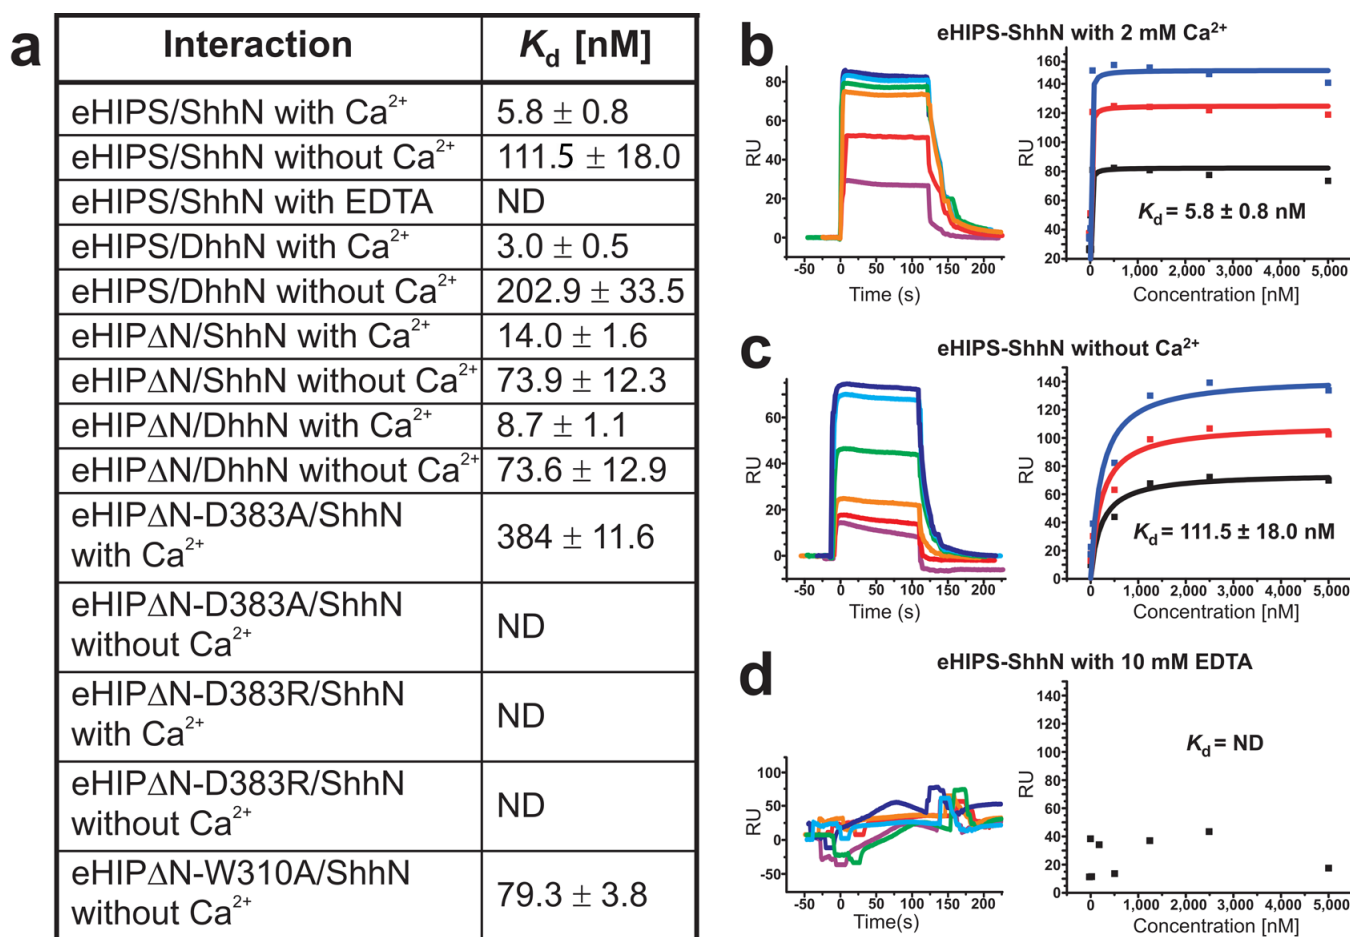 a
Interaction
K_d [nM]
eHIPS/ShhN with Ca²⁺
5.8 ± 0.8
eHIPS/ShhN without Ca²⁺
111.5 ± 18.0
eHIPS/ShhN with EDTA
ND
eHIPS/DhhN with Ca²⁺
3.0 ± 0.5
eHIPS/DhhN without Ca²⁺
202.9 ± 33.5
eHIPΔN/ShhN with Ca²⁺
14.0 ± 1.6
eHIPΔN/ShhN without Ca²⁺
73.9 ± 12.3
eHIPΔN/DhhN with Ca²⁺
8.7 ± 1.1
eHIPΔN/DhhN without Ca²⁺
73.6 ± 12.9
eHIPΔN-D383A/ShhN
with Ca²⁺
384 ± 11.6
eHIPΔN-D383A/ShhN
without Ca²⁺
ND
eHIPΔN-D383R/ShhN
with Ca²⁺
ND
eHIPΔN-D383R/ShhN
without Ca²⁺
ND
eHIPΔN-W310A/ShhN
without Ca²⁺
79.3 ± 3.8
b
eHIPS-ShhN with 2 mM Ca²⁺
RU
80
60
40
20
0
-50 0 50 100 150 200
Time (s)
RU
160
140
120
100
80
60
40
20
K_d = 5.8 ± 0.8 nM
0 1,000 2,000 3,000 4,000 5,000
Concentration [nM]
c
eHIPS-ShhN without Ca²⁺
RU
60
40
20
0
-50 0 50 100 150 200
Time (s)
RU
140
120
100
80
60
40
20
0
K_d = 111.5 ± 18.0 nM
0 1,000 2,000 3,000 4,000 5,000
Concentration [nM]
d
eHIPS-ShhN with 10 mM EDTA
RU
100
50
0
-50
-50 0 50 100 150 200
Time(s)
RU
140
120
100
80
60
40
20
0
K_d = ND
0 1,000 2,000 3,000 4,000 5,000
Concentration [nM]